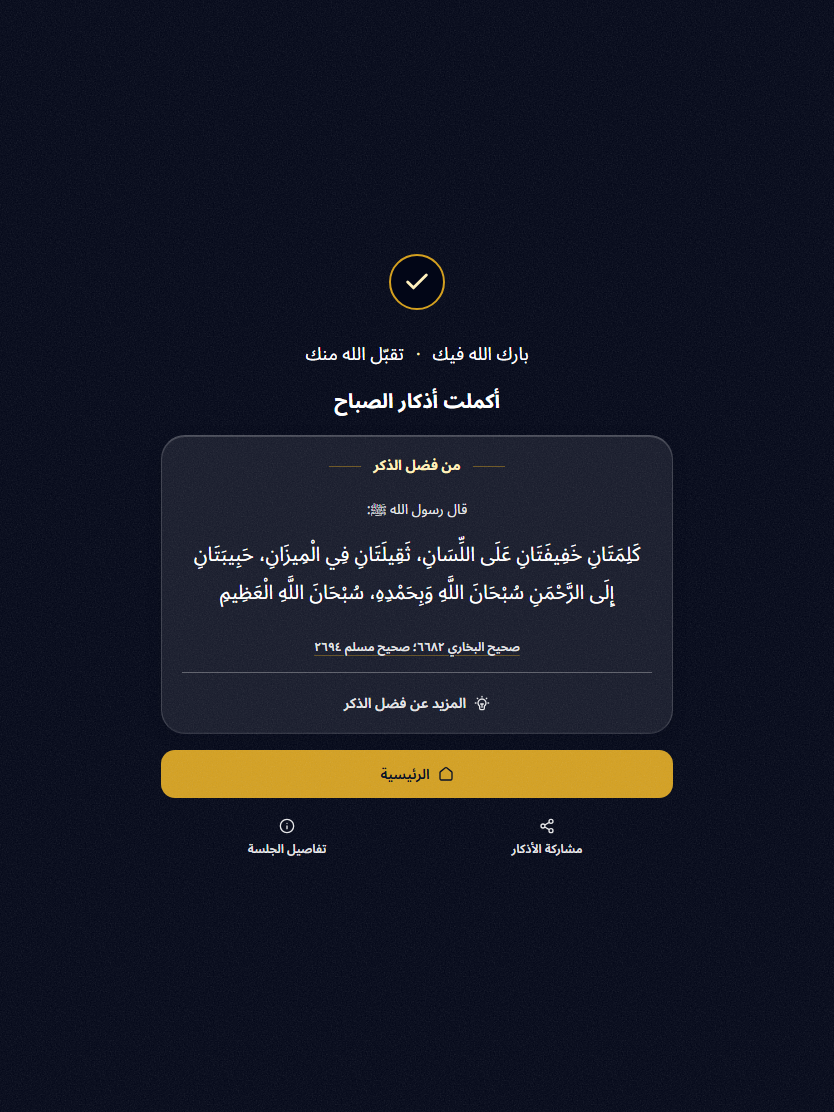 بارك الله فيك · تقبّل الله منك
أكملت أذكار الصباح
من فضل الذكر
قال رسول الله ﷺ:
كَلِمَتَانِ خَفِيفَتَانِ عَلَى اللِّسَانِ، ثَقِيلَتَانِ فِي الْمِيزَانِ، حَبِيبَتَانِ
إِلَى الرَّحْمَنِ سُبْحَانَ اللَّهِ وَبِحَمْدِهِ، سُبْحَانَ اللَّهِ الْعَظِيمِ
صحيح البخاري ٦٦٨٢؛ صحيح مسلم ٢٦٩٤
المزيد عن فضل الذكر
الرئيسية
مشاركة الأذكار
تفاصيل الجلسة